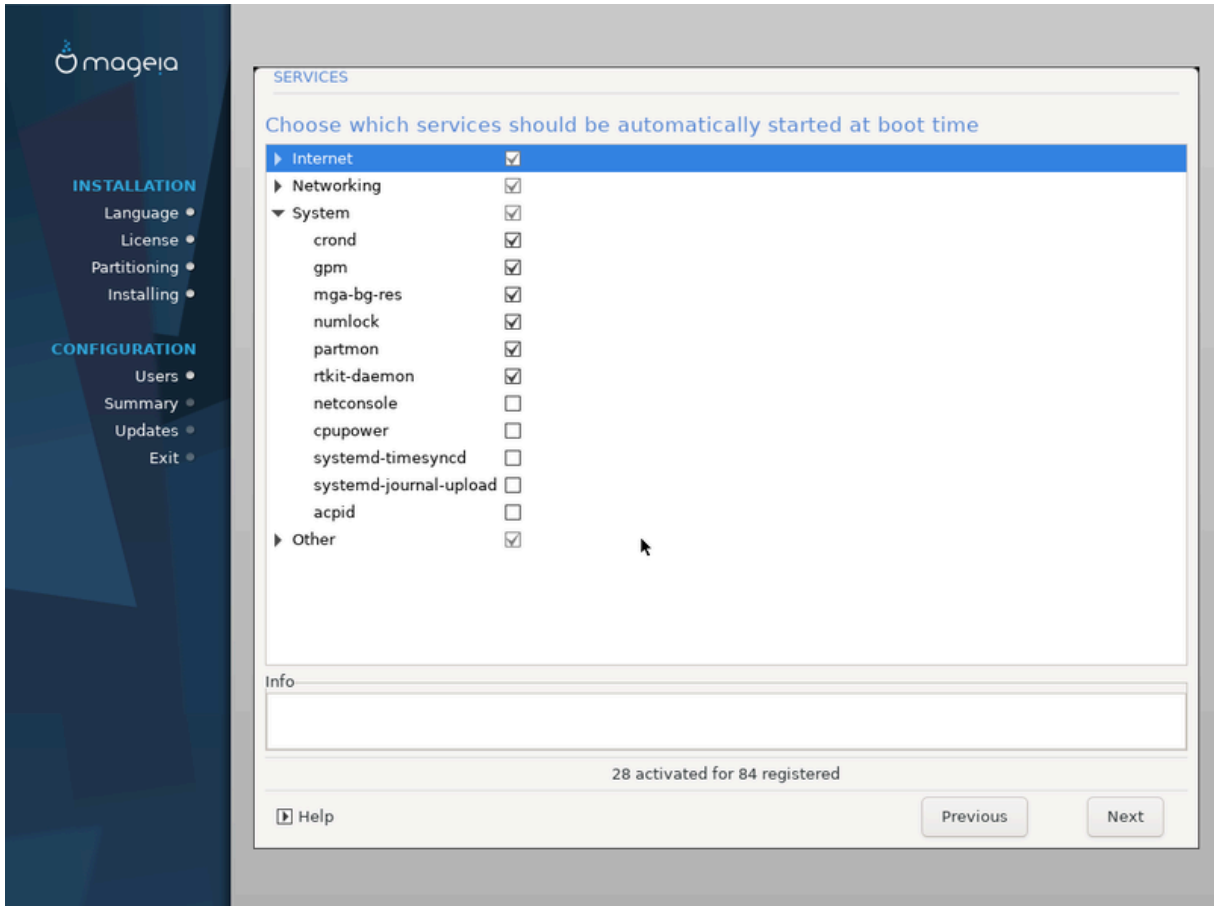 mageia
INSTALLATION
Language
License
Partitioning
Installing
CONFIGURATION
Users
Summary
Updates
Exit
SERVICES
Choose which services should be automatically started at boot time
Internet
Networking
System
crond
gpm
mga-bg-res
numlock
partmon
rtkit-daemon
netconsole
cpupower
systemd-timesyncd
systemd-journal-upload
acpid
Other
Info
28 activated for 84 registered
Help
Previous
Next